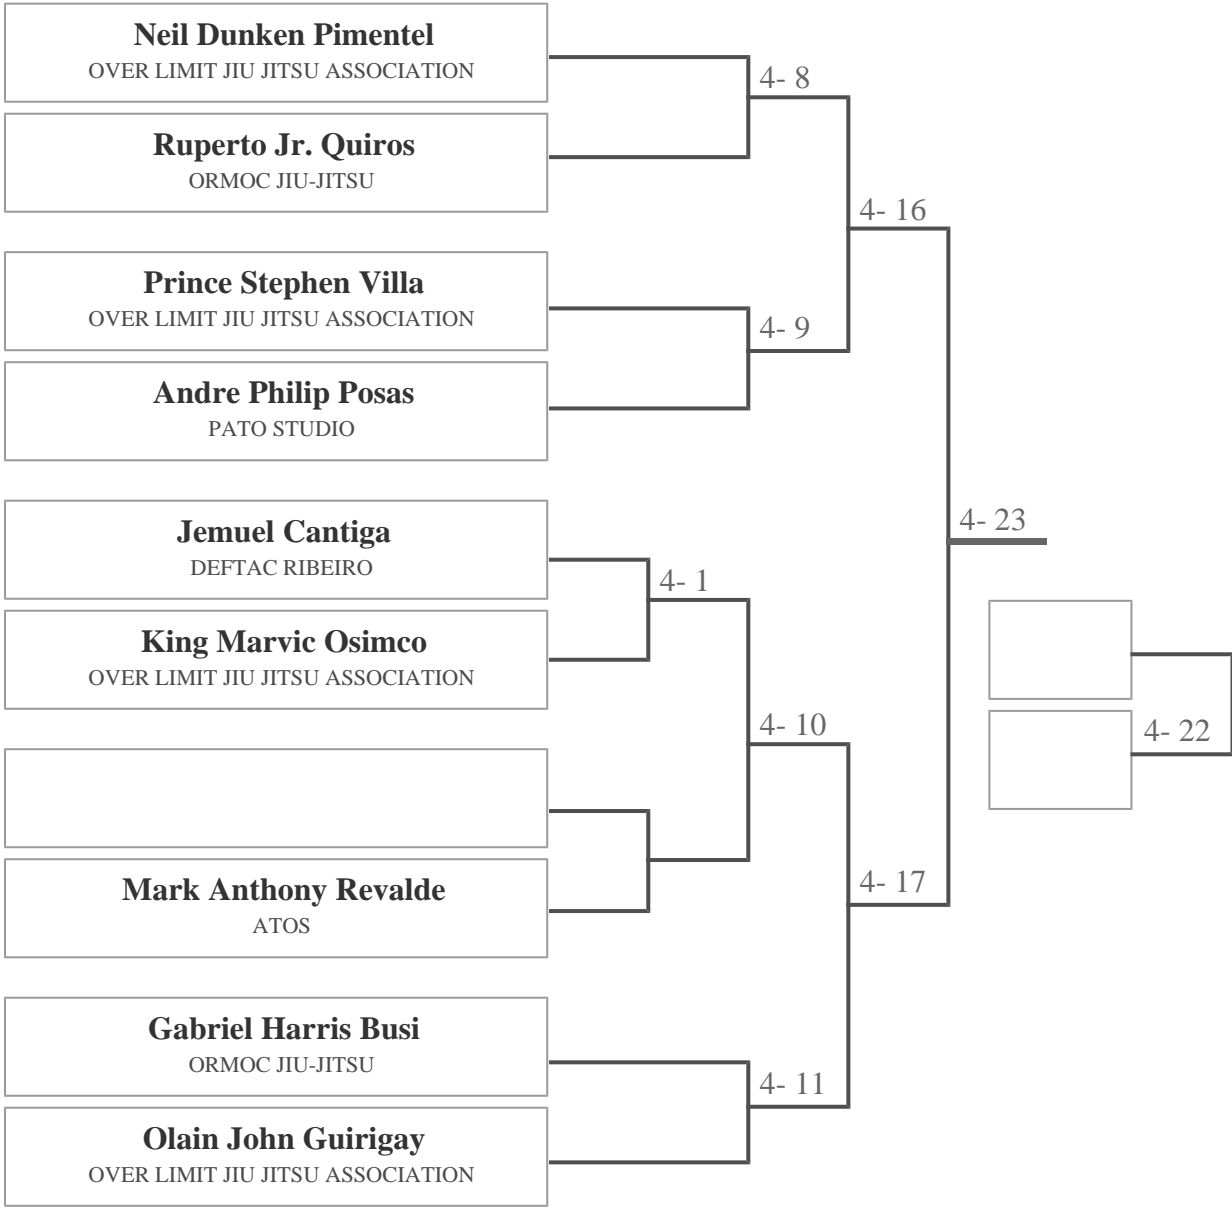 Neil Dunken Pimentel
OVER LIMIT JIU JITSU ASSOCIATION
4- 8
Ruperto Jr. Quiros
ORMOC JIU-JITSU
4- 16
Prince Stephen Villa
OVER LIMIT JIU JITSU ASSOCIATION
4- 9
Andre Philip Posas
PATO STUDIO
Jemuel Cantiga
DEFTAC RIBEIRO
4- 23
4- 1
King Marvic Osimco
OVER LIMIT JIU JITSU ASSOCIATION
4- 10
4- 22
Mark Anthony Revalde
ATOS
4- 17
Gabriel Harris Busi
ORMOC JIU-JITSU
4- 11
Olain John Guirigay
OVER LIMIT JIU JITSU ASSOCIATION